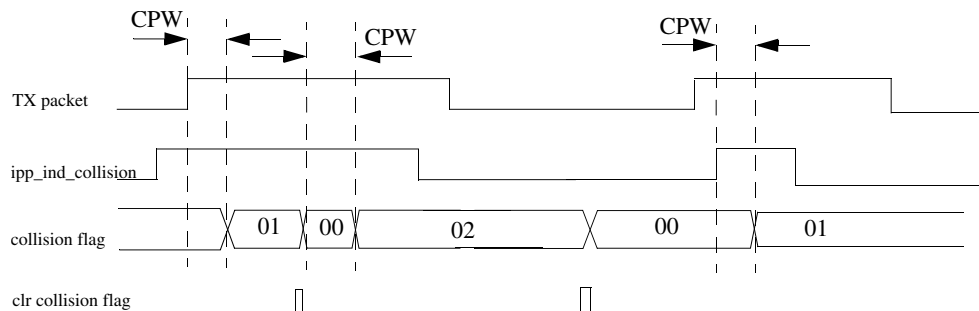 CPW
CPW
CPW
TX packet
ipp_ind_collision
collision flag
01
00
02
00
01
clr collision flag